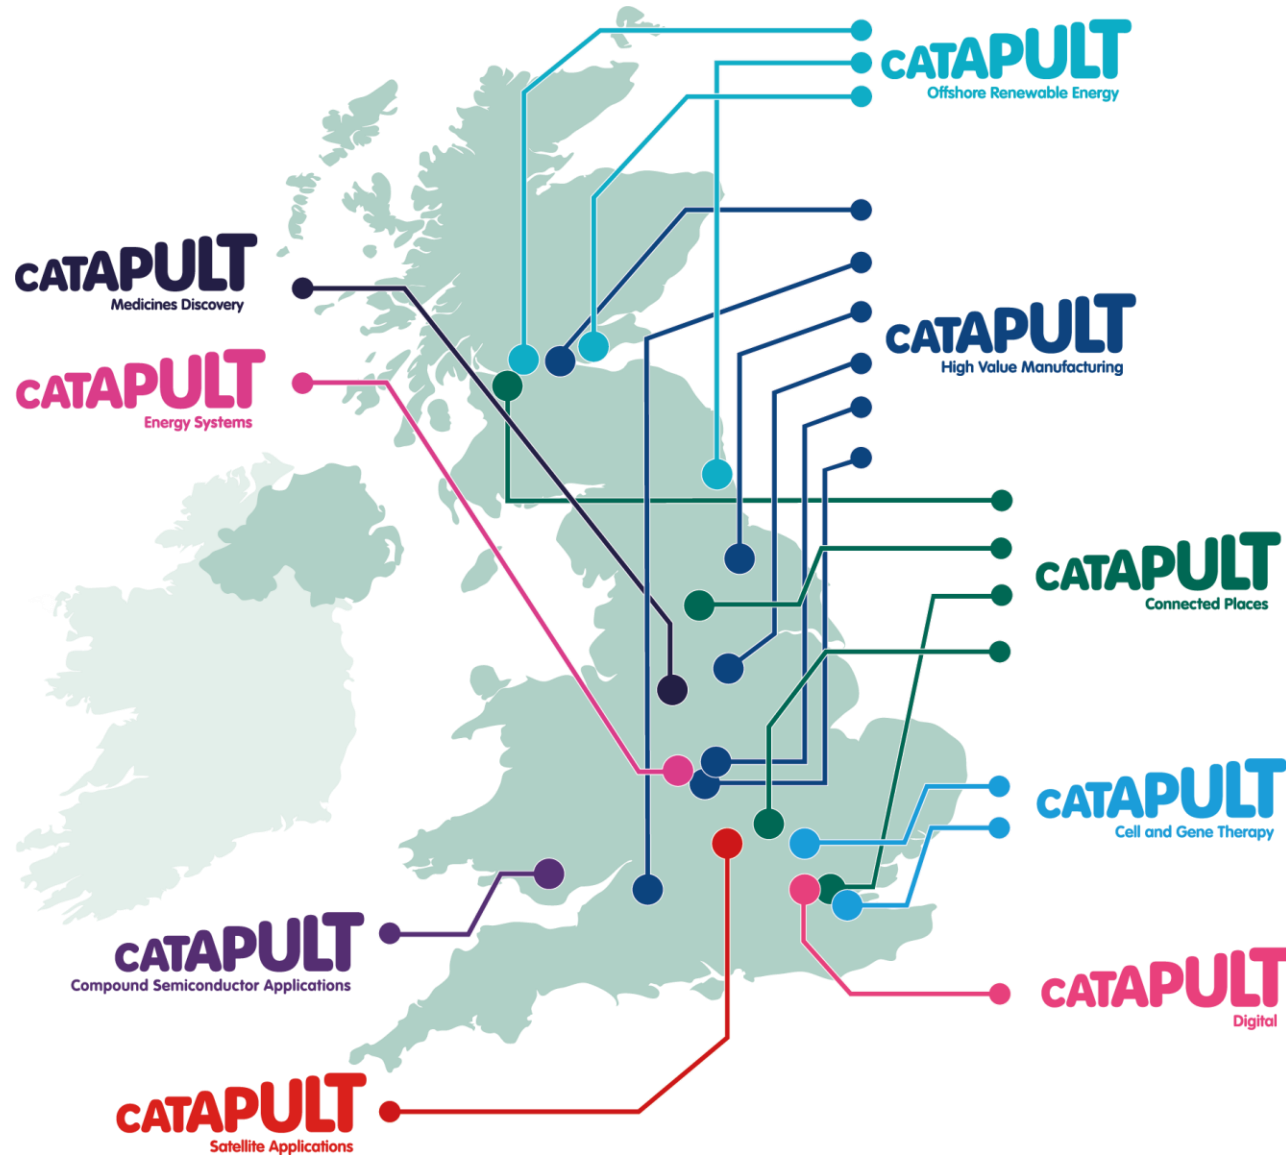 CATAPULT
Offshore Renewable Energy
CATAPULT
Medicines Discovery
CATAPULT
High Value Manufacturing
CATAPULT
Energy Systems
CATAPULT
Connected Places
CATAPULT
Cell and Gene Therapy
CATAPULT
Compound Semiconductor Applications
CATAPULT
Digital
CATAPULT
Satellite Applications